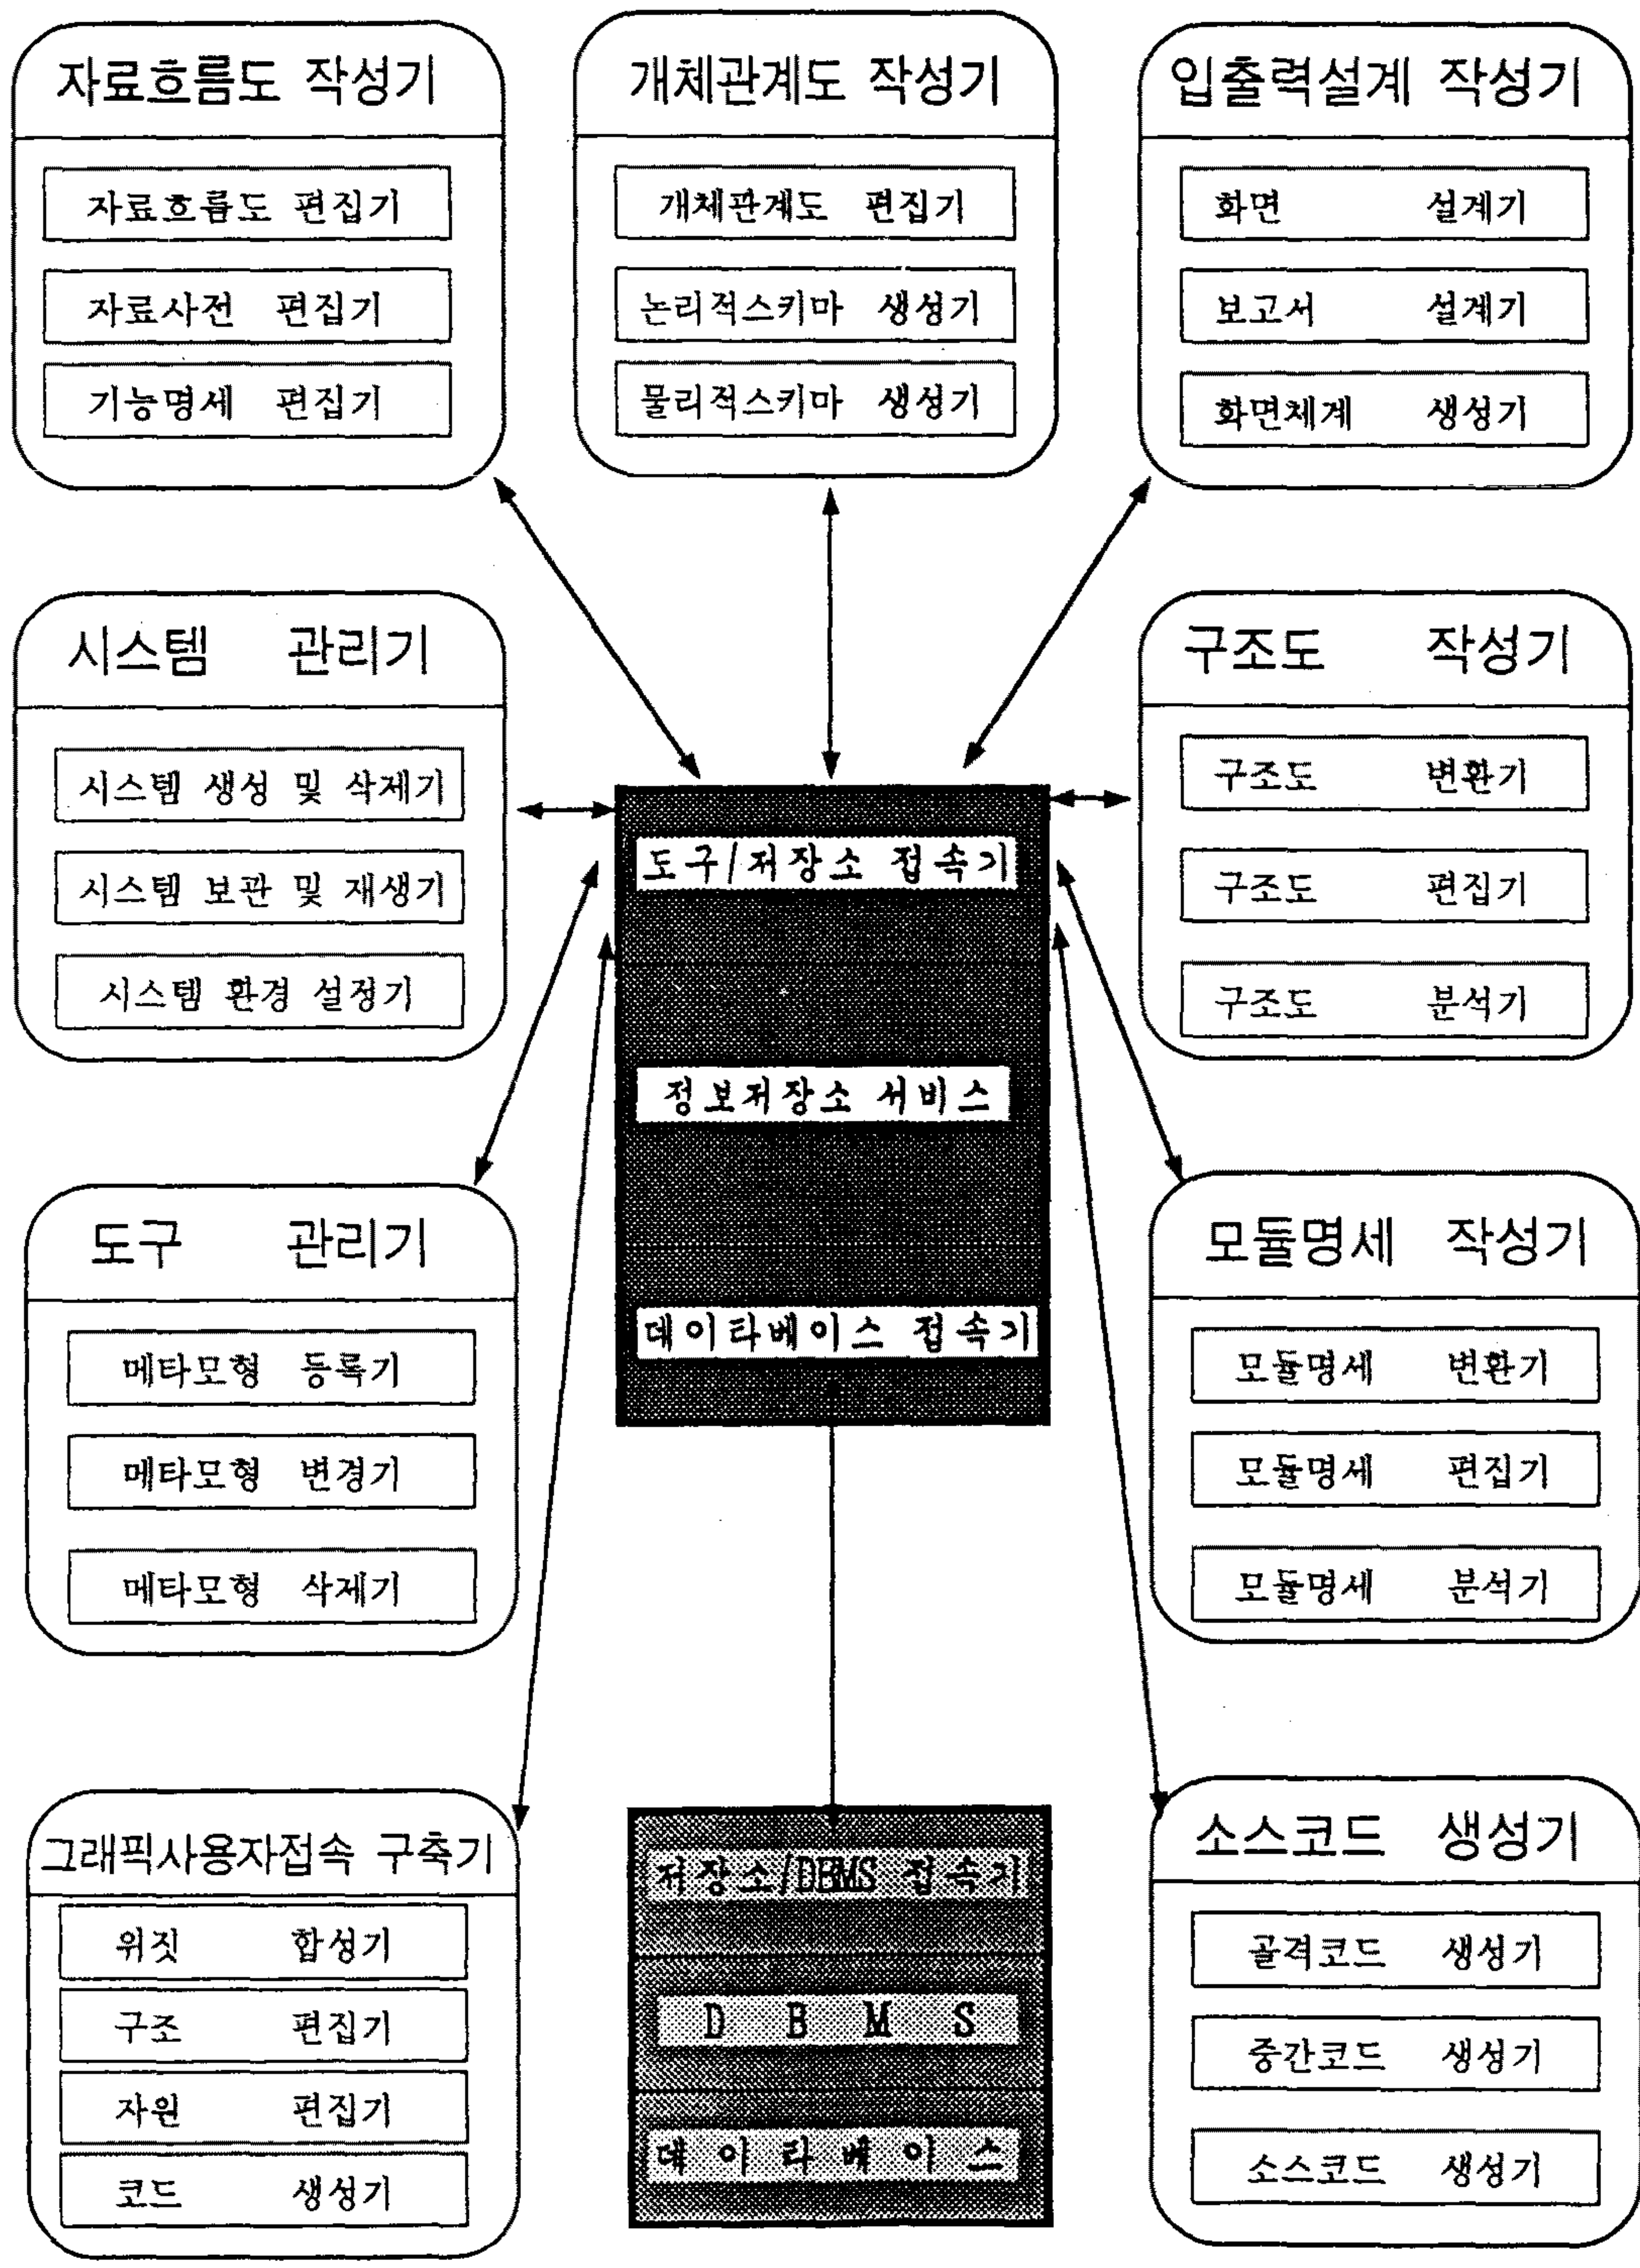 자료흐름도 작성기
자료흐름도 편집기
자료사전 편집기
기능명세 편집기
개체관계도 작성기
개체관계도 편집기
논리적스키마 생성기
물리적스키마 생성기
입출력설계 작성기
화면 설계기
보고서 설계기
화면체계 생성기
시스템 관리기
시스템 생성 및 삭제기
시스템 보관 및 재생기
시스템 환경 설정기
도구/저장소 접속기
정보저장소 서비스
데이타베이스 접속기
구조도 작성기
구조도 변환기
구조도 편집기
구조도 분석기
도구 관리기
메타모형 등록기
메타모형 변경기
메타모형 삭제기
모듈명세 작성기
모듈명세 변환기
모듈명세 편집기
모듈명세 분석기
그래픽사용자접속 구축기
위짓 합성기
구조 편집기
자원 편집기
코드 생성기
저장소/DBMS 접속기
D B M S
데이타베이스
소스코드 생성기
골격코드 생성기
중간코드 생성기
소스코드 생성기